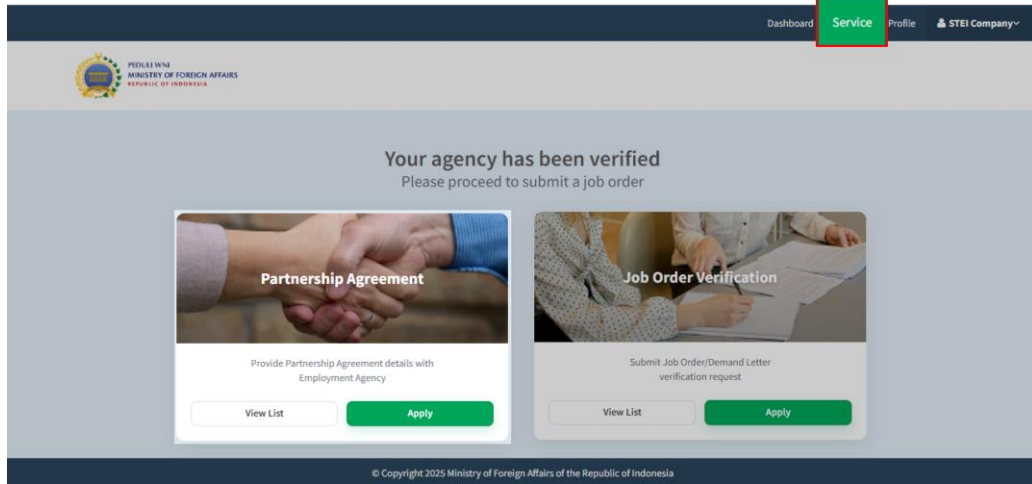 Dashboard Service Profile STEI Company
PEDULI WNI
MINISTRY OF FOREIGN AFFAIRS
REPUBLIC OF INDONESIA
Your agency has been verified
Please proceed to submit a job order
Partnership Agreement
Provide Partnership Agreement details with
Employment Agency
View List Apply
Job Order Verification
Submit Job Order/Demand Letter
verification request
View List Apply
© Copyright 2025 Ministry of Foreign Affairs of the Republic of Indonesia